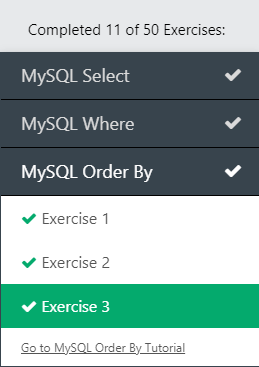 Completed 11 of 50 Exercises:
MySQL Select
MySQL Where
MySQL Order By
Exercise 1
Exercise 2
Exercise 3
Go to MySQL Order By Tutorial